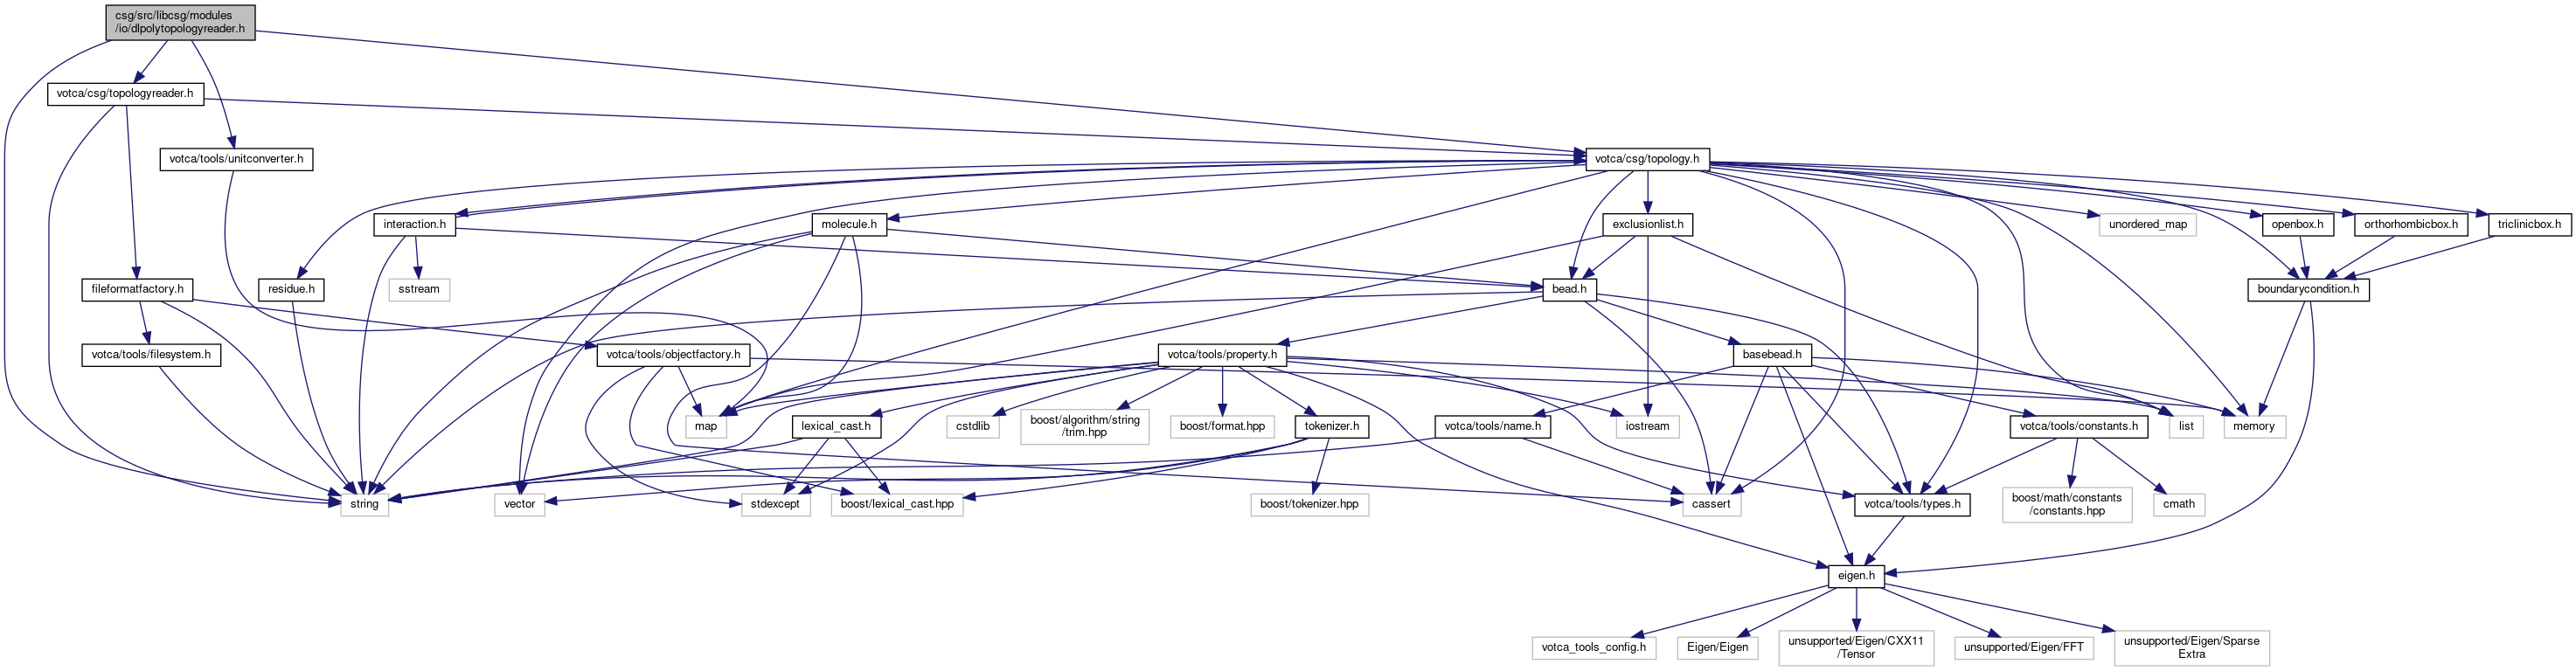 csg/src/libcsg/modules
/io/dlpolytopologyreader.h
votca/csg/topologyreader.h
votca/tools/unitconverter.h
votca/csg/topology.h
interaction.h
molecule.h
exclusionlist.h
unordered_map
openbox.h
orthorhombicbox.h
triclinicbox.h
fileformatfactory.h
residue.h
sstream
bead.h
boundarycondition.h
votca/tools/filesystem.h
votca/tools/objectfactory.h
votca/tools/property.h
basebead.h
map
lexical_cast.h
cstdlib
boost/algorithm/string
/trim.hpp
boost/format.hpp
tokenizer.h
votca/tools/name.h
iostream
votca/tools/constants.h
list
memory
string
vector
stdexcept
boost/lexical_cast.hpp
boost/tokenizer.hpp
cassert
votca/tools/types.h
boost/math/constants
/constants.hpp
cmath
eigen.h
votca_tools_config.h
Eigen/Eigen
unsupported/Eigen/CXX11
/Tensor
unsupported/Eigen/FFT
unsupported/Eigen/Sparse
Extra